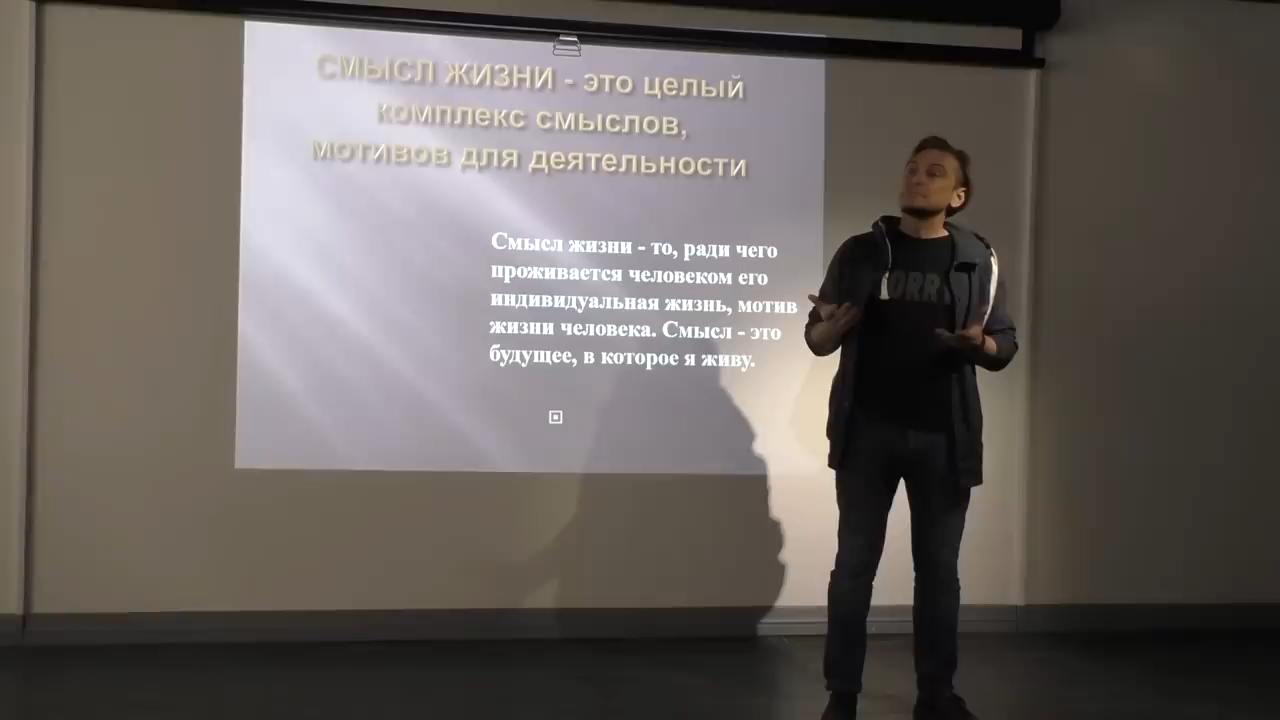 СМЫСЛ ЖИЗНИ - это целый
комплекс смыслов,
мотивов для деятельности
Смысл жизни - то, ради чего
проживается человеком его
индивидуальная жизнь, мотив
жизни человека. Смысл - это
будущее, в которое я живу.